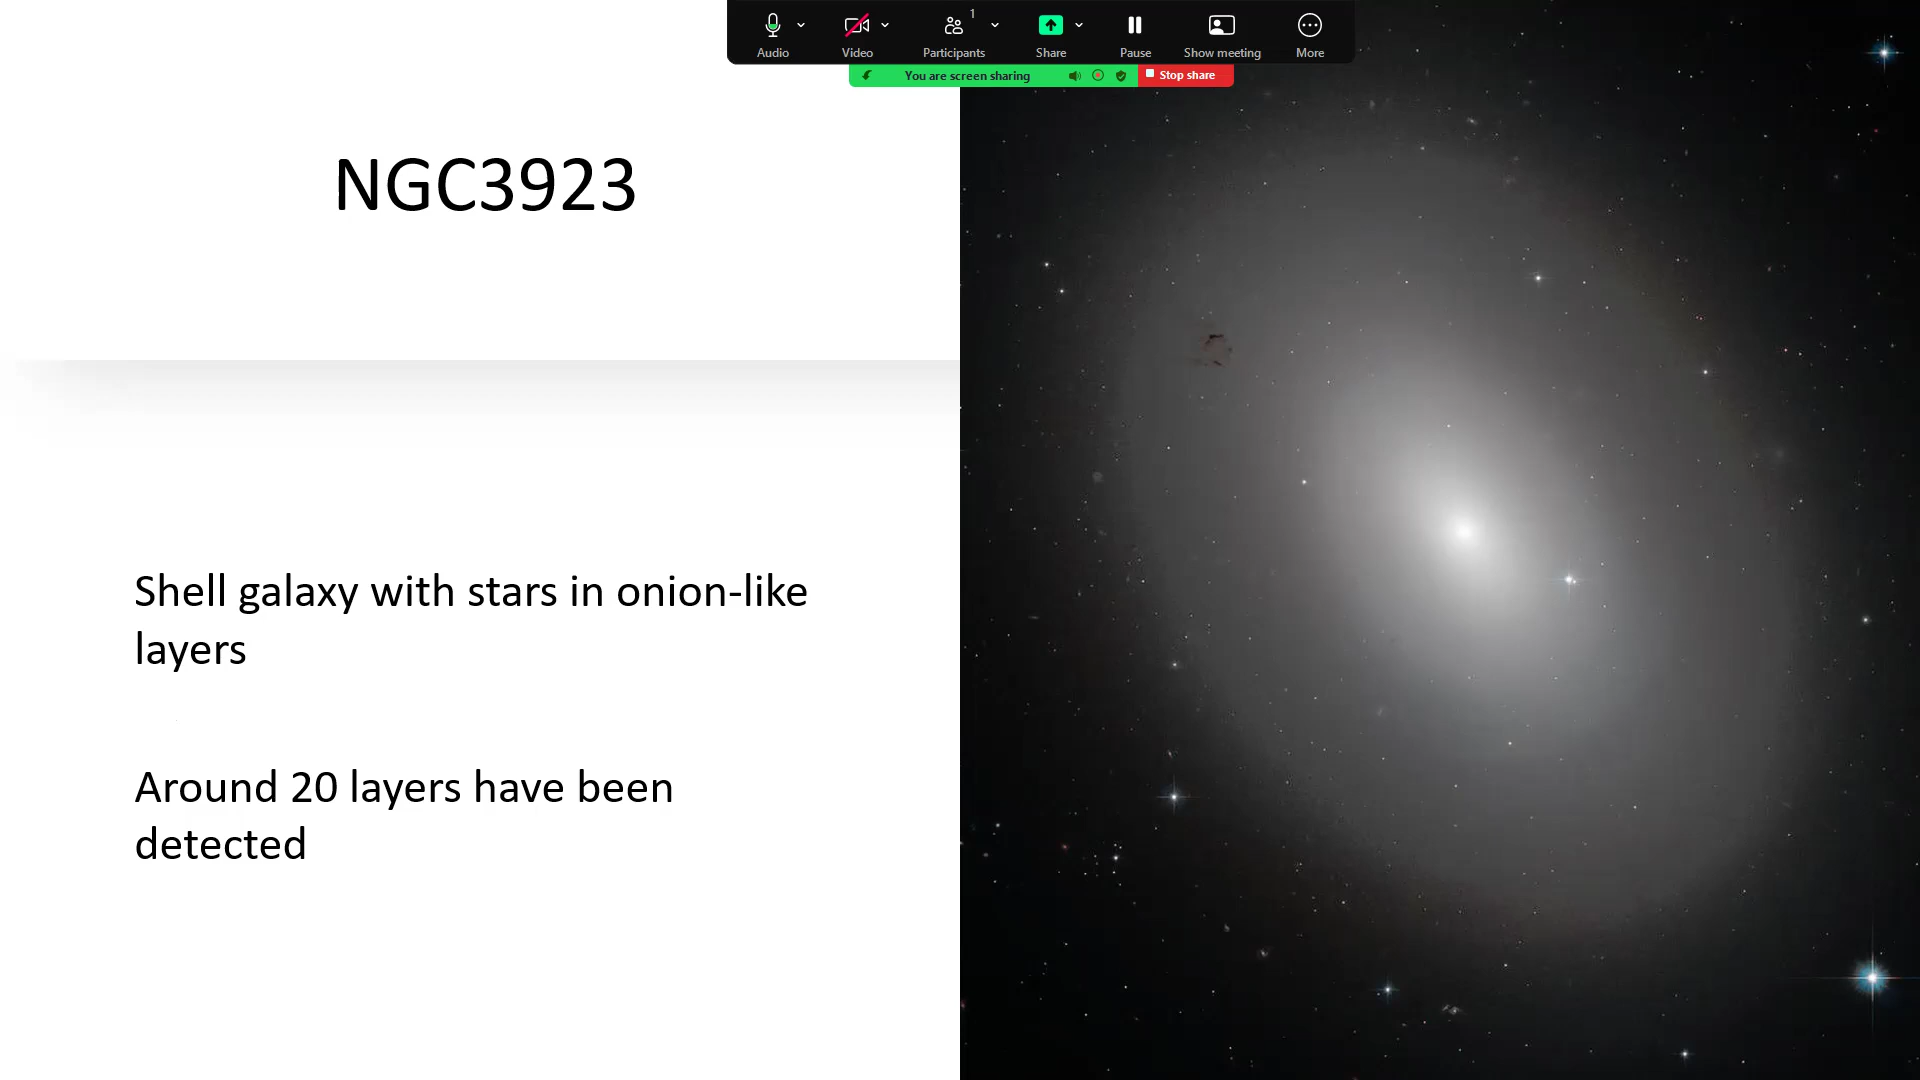 1
Audio
Video
Participants
Share
Pause
Show meeting
More
You are screen sharing
Stop share
NGC3923
Shell galaxy with stars in onion-like
layers
Around 20 layers have been
detected